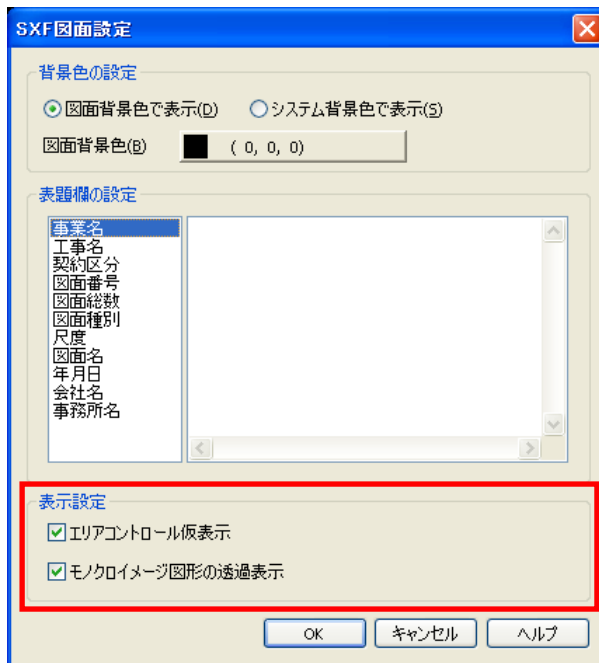 SXF図面設定
背景色の設定
図面背景色で表示(D) システム背景色で表示(S)
図面背景色(B) ( 0, 0, 0)
表題欄の設定
事業名
工事名
契約区分
図面番号
図面総数
図面種別
尺度
図面名
年月日
会社名
事務所名
表示設定
エリアコントロール仮表示
モノクロイメージ図形の透過表示
OK キャンセル ヘルプ